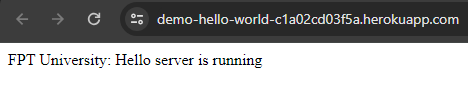 demo-hello-world-c1a02cd03f5a.herokuapp.com
FPT University: Hello server is running